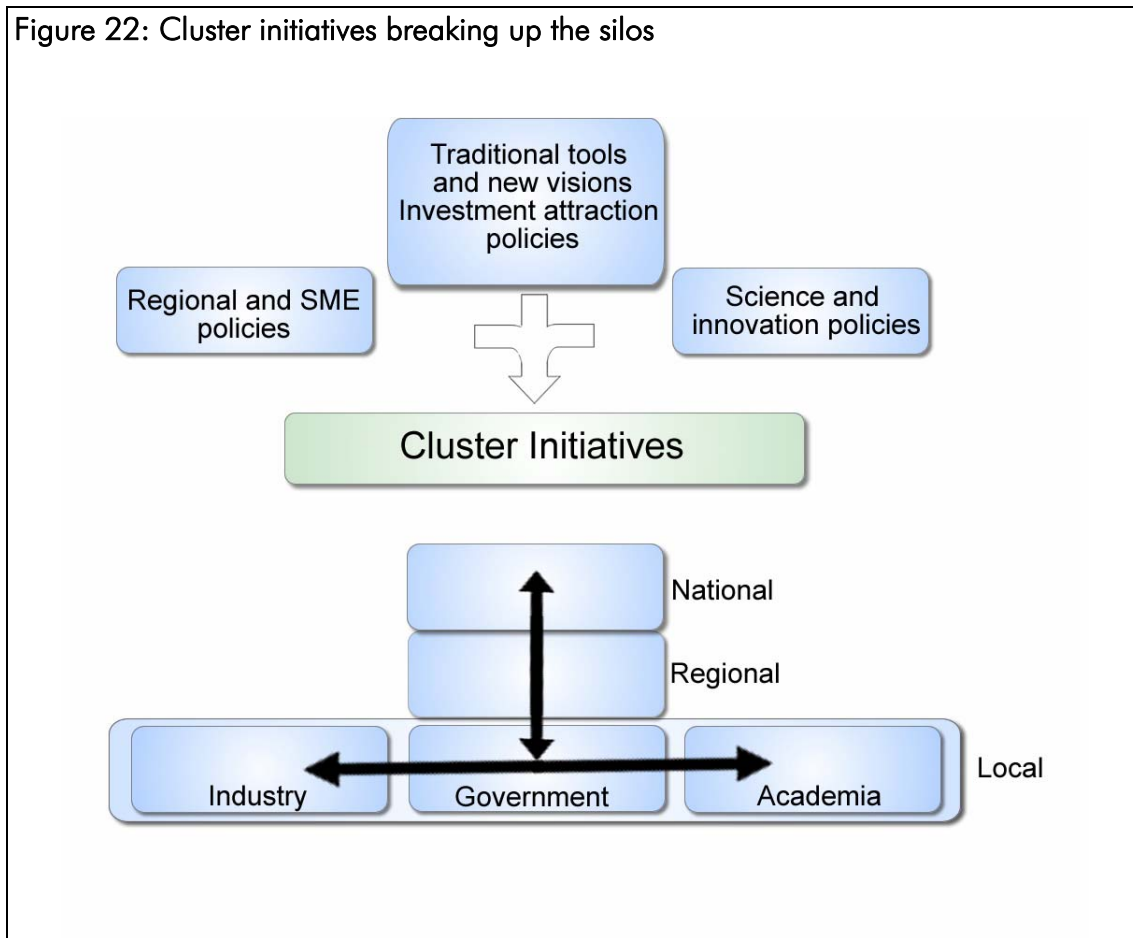 Figure 22: Cluster initiatives breaking up the silos
Traditional tools
and new visions
Investment attraction
policies
Regional and SME
policies
Science and
innovation policies
Cluster Initiatives
National
Regional
Local
Industry
Government
Academia